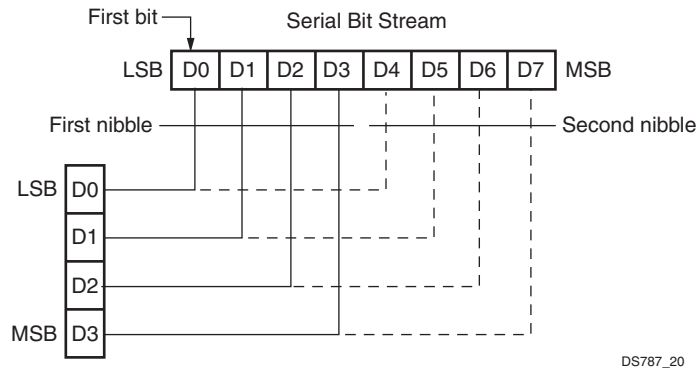 First bit
Serial Bit Stream
LSB D0 D1 D2 D3 D4 D5 D6 D7 MSB
First nibble
Second nibble
LSB D0
D1
D2
MSB D3
DS787_20